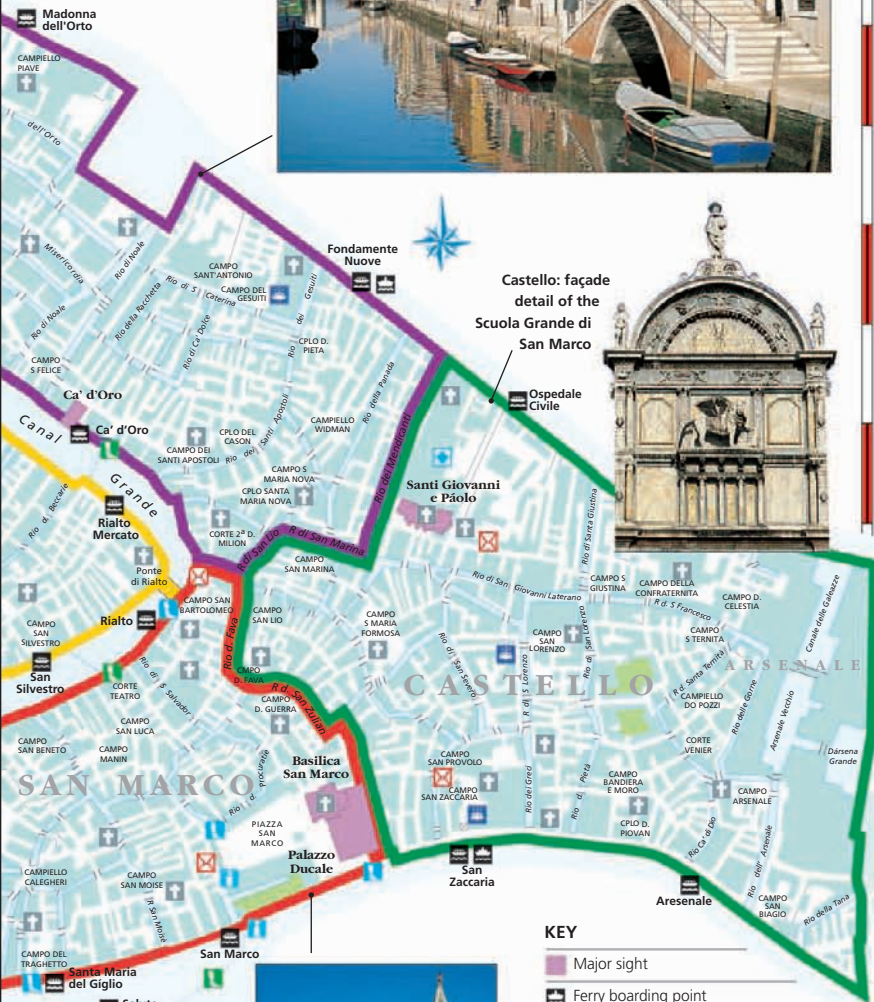 Madonna
dell'Orto
CAMPIELLO
PIAVE
dell'Orto
Misericordia
Rio di Noale
Rio di Noale
Rio della Racchetta
Rio di S Caterina
Rio di Ca' Dolce
CAMPO
SANT'ANTONIO
CAMPO DEL
GESUITI
Rio dei Gesuiti
Fondamente
Nuove
CPLO D.
PIETA
Castello: façade
detail of the
Scuola Grande di
San Marco
CAMPO
S FELICE
Ca' d'Oro
Ca' d'Oro
Canal Grande
CAMPO DEI
SANTI APOSTOLI
CPLO DEL
CASON
Rio dei Santi Apostoli
CAMPIELLO
WIDMAN
Rio della Panada
Rio dei Mendicanti
Ospedale
Civile
CAMPO S
MARIA NOVA
CPLO SANTA
MARIA NOVA
Santi Giovanni
e Páolo
Rio d. Beccarie
Rialto
Mercato
CORTE 2ª D.
MILION
R di San Lio
R di San Marina
CAMPO
SAN MARINA
Rio di Santa Giustina
Ponte
di Rialto
CAMPO SAN
BARTOLOMEO
Rialto
CAMPO
SAN
SILVESTRO
San
Silvestro
CORTE
TEATRO
Rio di S Salvador
Rio d. Fava
CAMPO
SAN LIO
CMPO
D. FAVA
CAMPO
D. GUERRA
R d. San Zulian
CAMPO
S MARIA
FORMOSA
Rio di San Giovanni Laterano
CAMPO S
GIUSTINA
CAMPO DELLA
CONFRATERNITA
R d. S Francesco
CAMPO D.
CELESTIA
CAMPO
S TERNITA
R d. Santa Ternità
Canale delle Galeazze
CAMPO
SAN
LORENZO
Rio di San Lorenzo
Rio di San Severo
R di S Lorenzo
CASTELLO
ARSENALE
CAMPIELLO
DO POZZI
Rio delle Gorne
Arsenale Vecchio
Dársena
Grande
CORTE
VENIER
CAMPO
SAN LUCA
CAMPO
SAN BENETO
CAMPO
MANIN
SAN MARCO
Rio d. Procuratie
Basilica
San Marco
PIAZZA
SAN
MARCO
Palazzo
Ducale
CAMPO
SAN PROVOLO
CAMPO
SAN ZACCARIA
Rio dei Greci
Rio d. Pietà
CAMPO
BANDIERA
E MORO
CPLO D.
PIOVAN
Rio Ca' di Dio
CAMPO
ARSENALE
Rio dell' Arsenale
CAMPO
SAN
BIAGIO
Rio della Tana
San
Zaccaria
Aresenale
CAMPIELLO
CALEGHERI
CAMPO
SAN MOISE
R San Moisè
CAMPO DEL
TRAGHETTO
Santa Maria
del Gíglio
San Marco
KEY
Major sight
Ferry boarding point